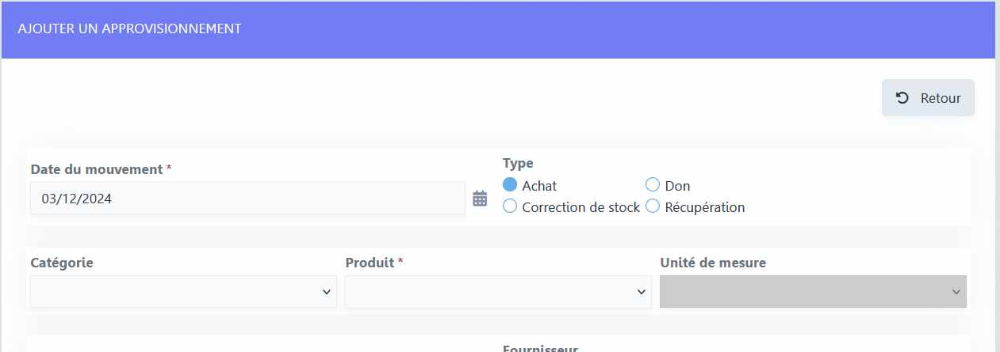 AJOUTER UN APPROVISIONNEMENT
Retour
Date du mouvement *
03/12/2024
Type
Achat
Don
Correction de stock
Récupération
Catégorie
Produit *
Unité de mesure
Fournisseur